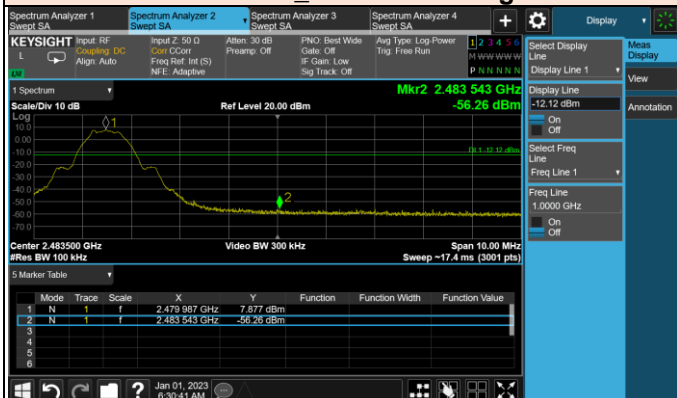 Spectrum Analyzer 1
Swept SA
Spectrum Analyzer 2
Swept SA
Spectrum Analyzer 3
Swept SA
Spectrum Analyzer 4
Swept SA
+
Display
KEYSIGHT
L
LXI
Input: RF
Coupling: DC
Align: Auto
Input Z: 50 Ω
Corr CCorr
Freq Ref: Int (S)
NFE: Adaptive
Atten: 30 dB
Preamp: Off
PNO: Best Wide
Gate: Off
IF Gain: Low
Sig Track: Off
Avg Type: Log-Power
Trig: Free Run
1 2 3 4 5 6
M W W W W W
P N N N N N
1 Spectrum
Scale/Div 10 dB
Ref Level 20.00 dBm
Mkr2 2.483 543 GHz
-56.26 dBm
Log
10.0
0.00
-10.0
-20.0
-30.0
-40.0
-50.0
-60.0
-70.0
1
2
DL1 -12.12 dBm
Center 2.483500 GHz
#Res BW 100 kHz
Video BW 300 kHz
Span 10.00 MHz
Sweep ~17.4 ms (3001 pts)
5 Marker Table
Mode Trace Scale X Y Function Function Width Function Value
1 N 1 f 2.479 987 GHz 7.877 dBm
2 N 1 f 2.483 543 GHz -56.26 dBm
3
4
5
6
Select Display
Line
Display Line 1
Display Line
-12.12 dBm
On
Off
Select Freq
Line
Freq Line 1
Freq Line
1.0000 GHz
On
Off
Meas
Display
View
Annotation
?
Jan 01, 2023
6:30:41 AM